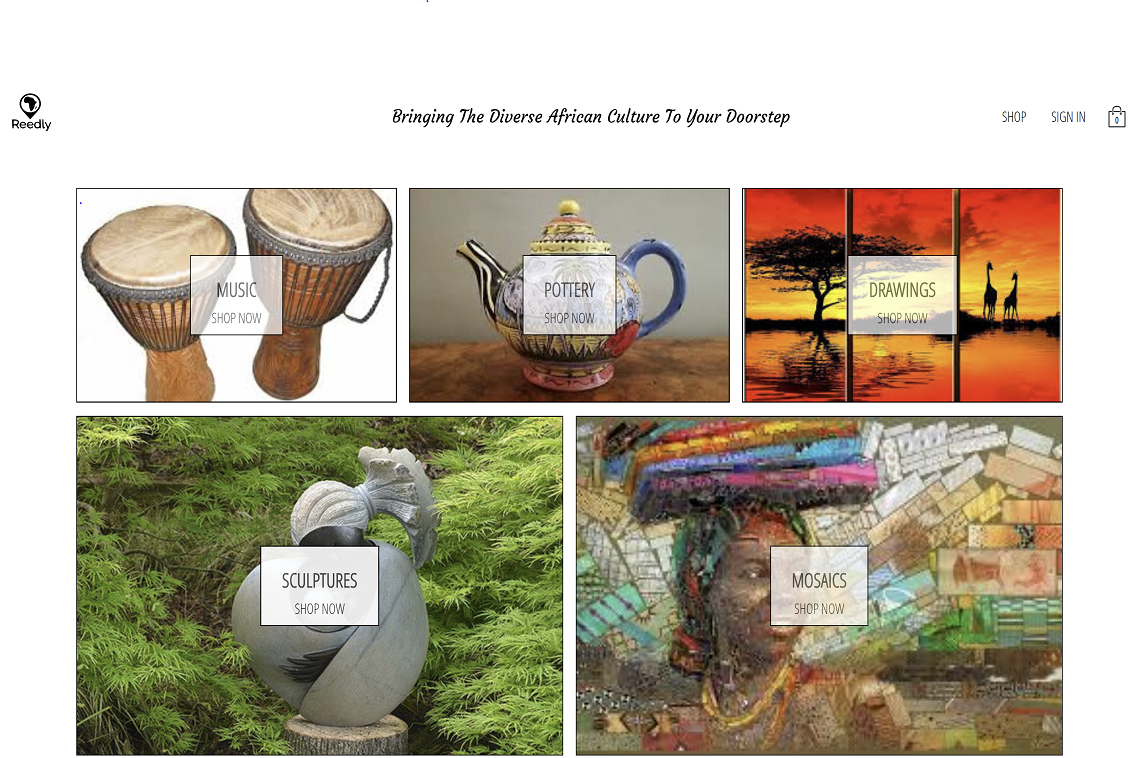 Reedly
Bringing The Diverse African Culture To Your Doorstep
SHOP
SIGN IN
0
MUSIC
SHOP NOW
POTTERY
SHOP NOW
DRAWINGS
SHOP NOW
SCULPTURES
SHOP NOW
MOSAICS
SHOP NOW